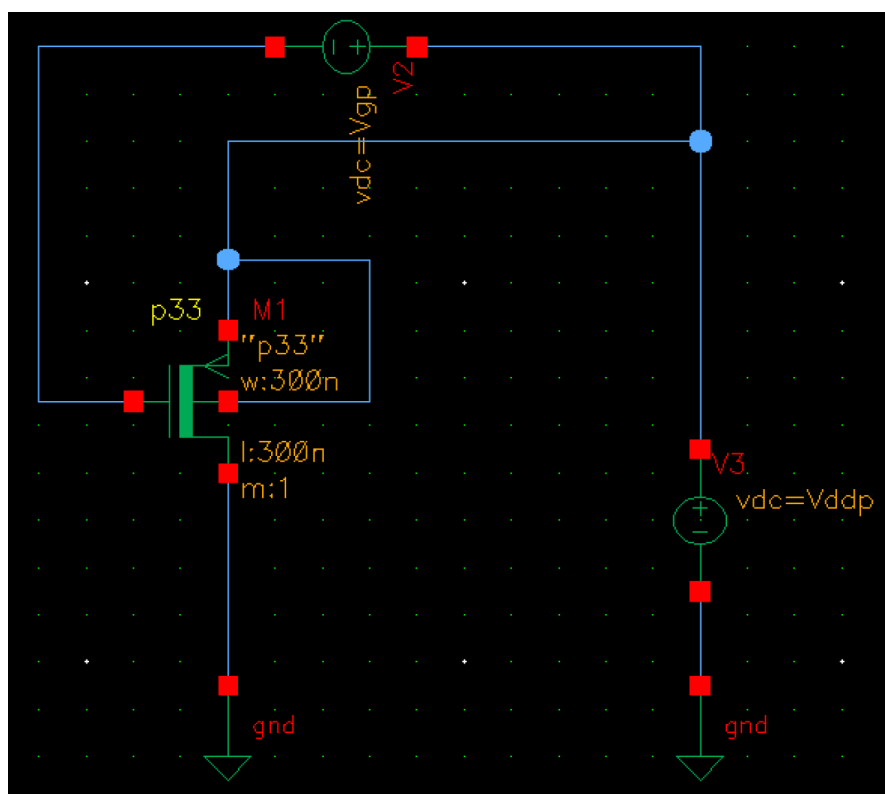 V2
vdc=Vgp
p33
M1
"p33"
w:300n
l:300n
m:1
V3
vdc=Vddp
gnd
gnd